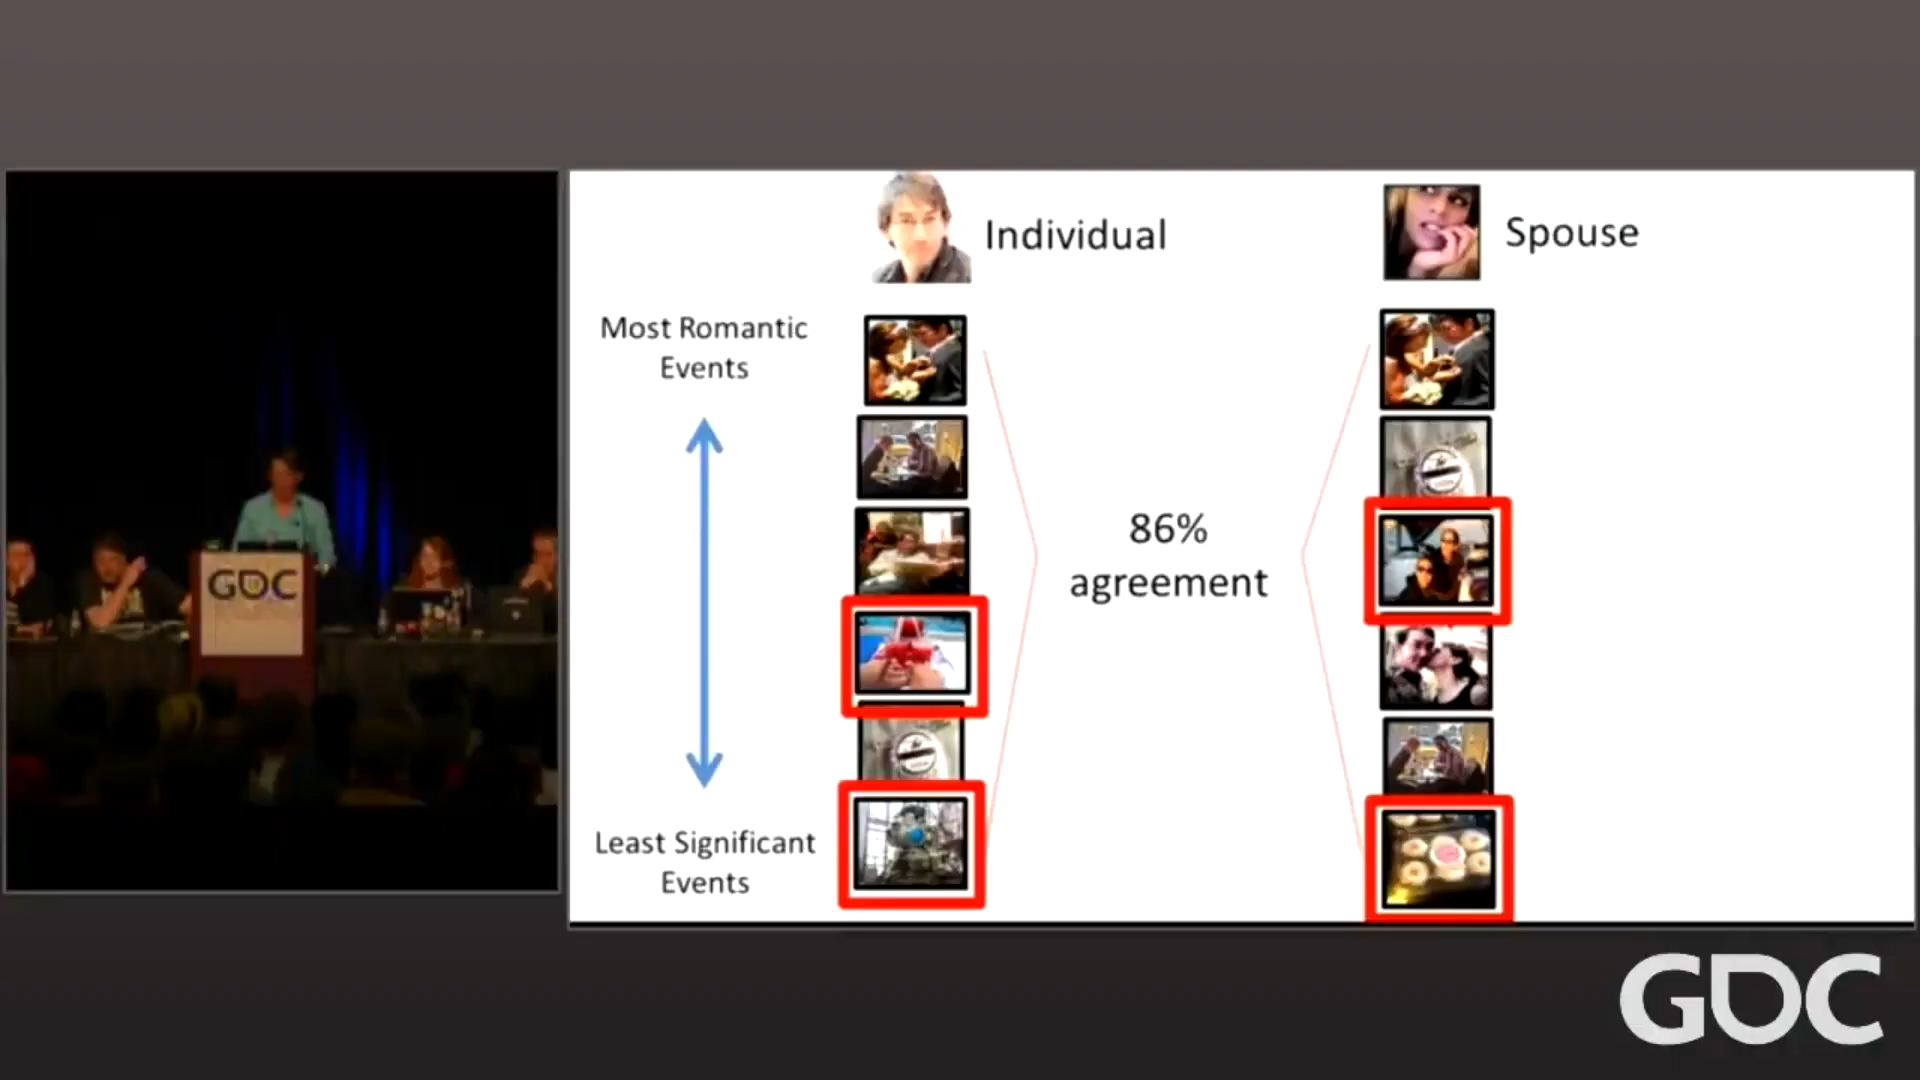 Individual
Spouse
Most Romantic
Events
86%
agreement
Least Significant
Events
GDC
GDC